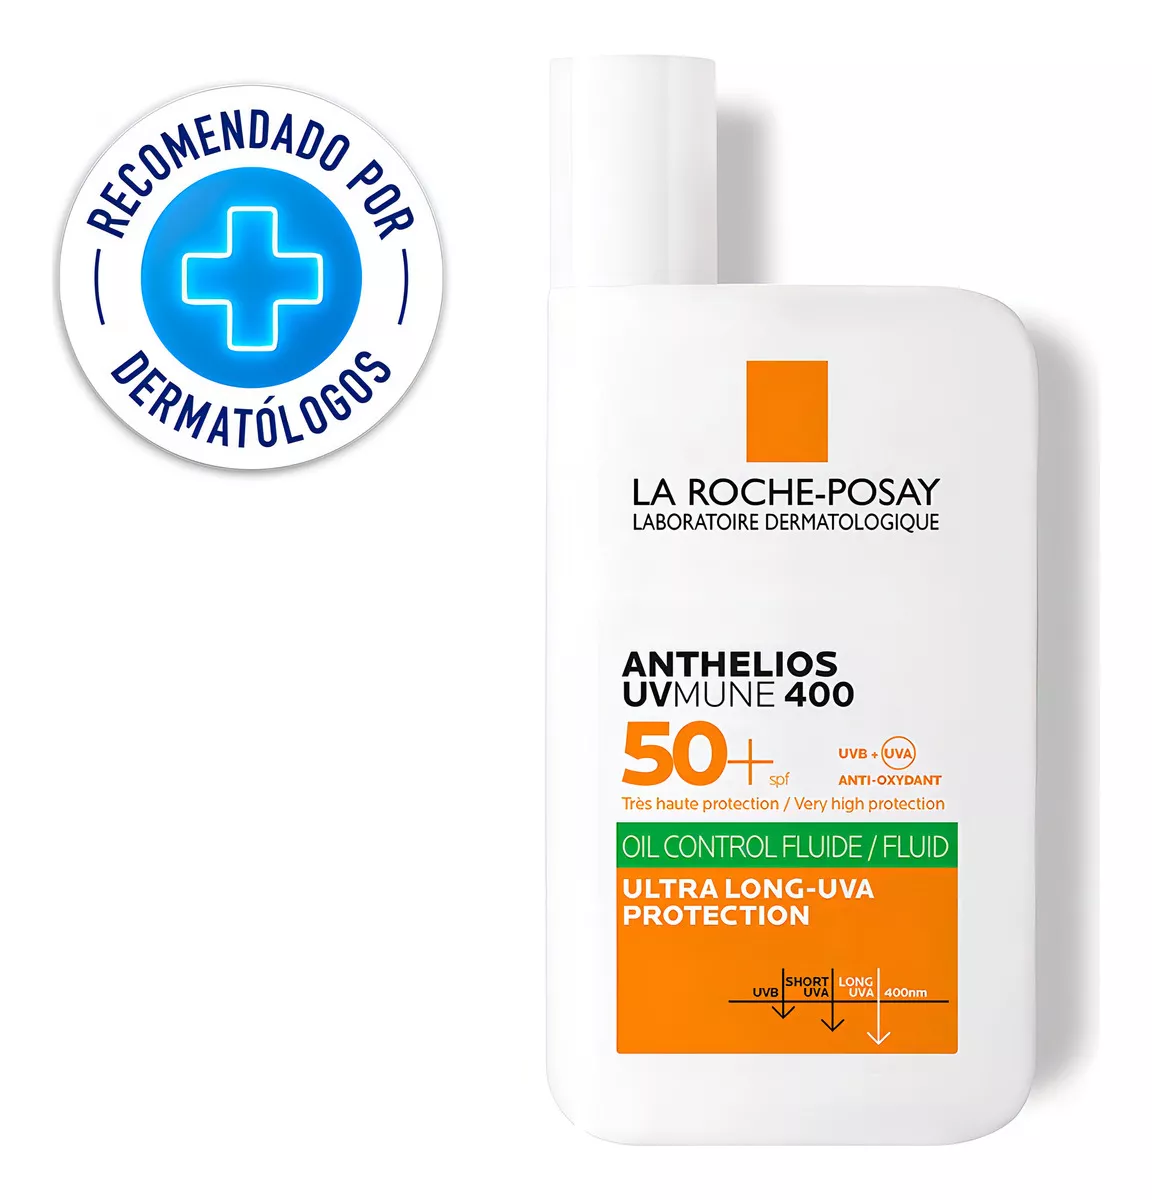 RECOMENDADO POR
DERMATÓLOGOS
LA ROCHE-POSAY
LABORATOIRE DERMATOLOGIQUE
ANTHELIOS
UVMUNE 400
50+ spf
UVB + UVA
ANTI-OXYDANT
Très haute protection / Very high protection
OIL CONTROL FLUIDE / FLUID
ULTRA LONG-UVA
PROTECTION
UVB
SHORT
UVA
LONG
UVA
400nm